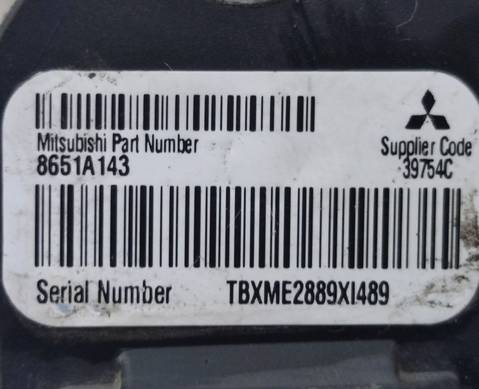 Mitsubishi Part Number
8651A143
Supplier Code
39754C
Serial Number TBXME2889XI489